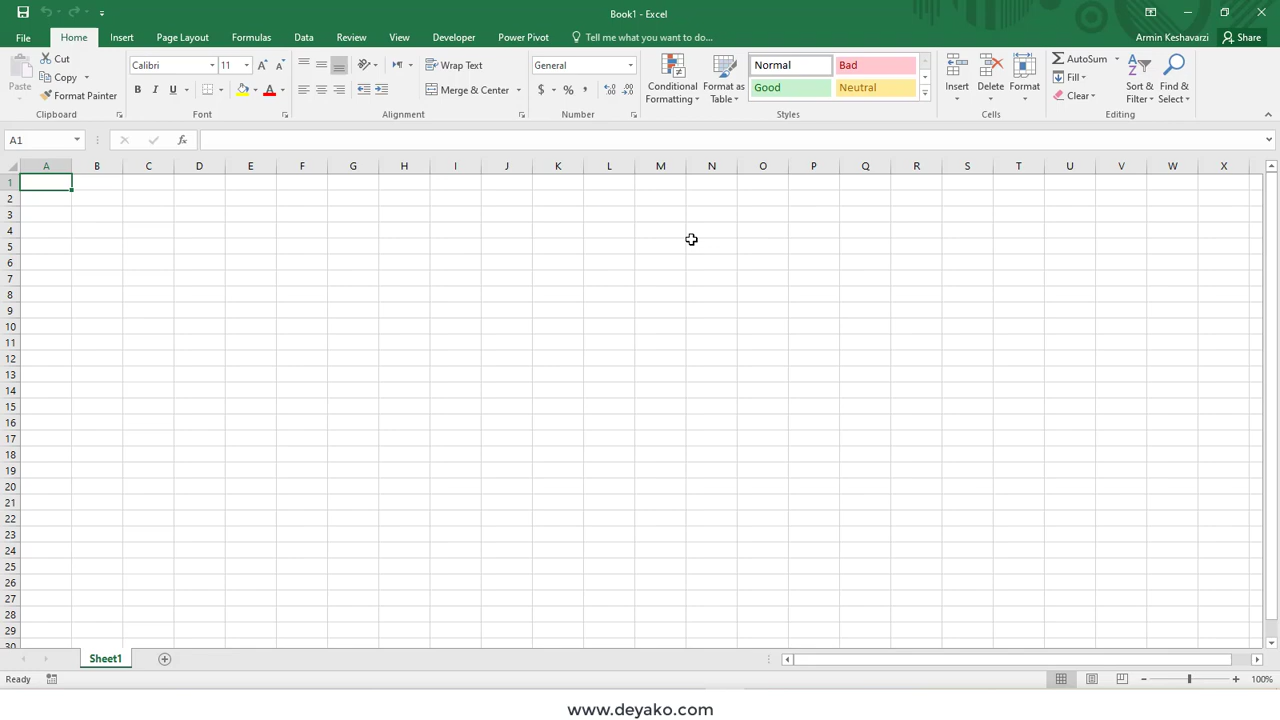 Book1 - Excel
File Home Insert Page Layout Formulas Data Review View Developer Power Pivot Tell me what you want to do... Armin Keshavarzi Share
Paste
Cut
Copy
Format Painter
Clipboard
Calibri 11
B I U A
Font
Wrap Text
Merge & Center
Alignment
General
$ % ,
Number
Conditional Formatting
Format as Table
Normal Bad
Good Neutral
Styles
Insert Delete Format
Cells
AutoSum
Fill
Clear
Sort & Filter
Find & Select
Editing
A1 fx
A B C D E F G H I J K L M N O P Q R S T U V W X
1
2
3
4
5
6
7
8
9
10
11
12
13
14
15
16
17
18
19
20
21
22
23
24
25
26
27
28
29
30
Sheet1
Ready 100%
www.deyako.com